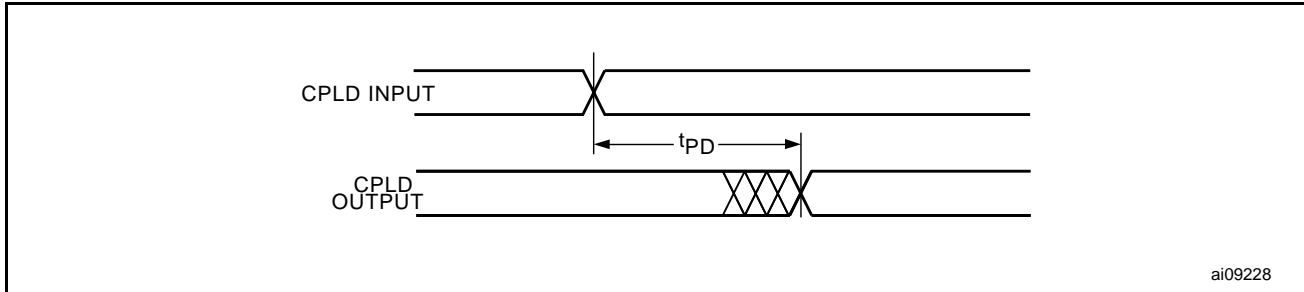 CPLD INPUT
tPD
CPLD
OUTPUT
ai09228